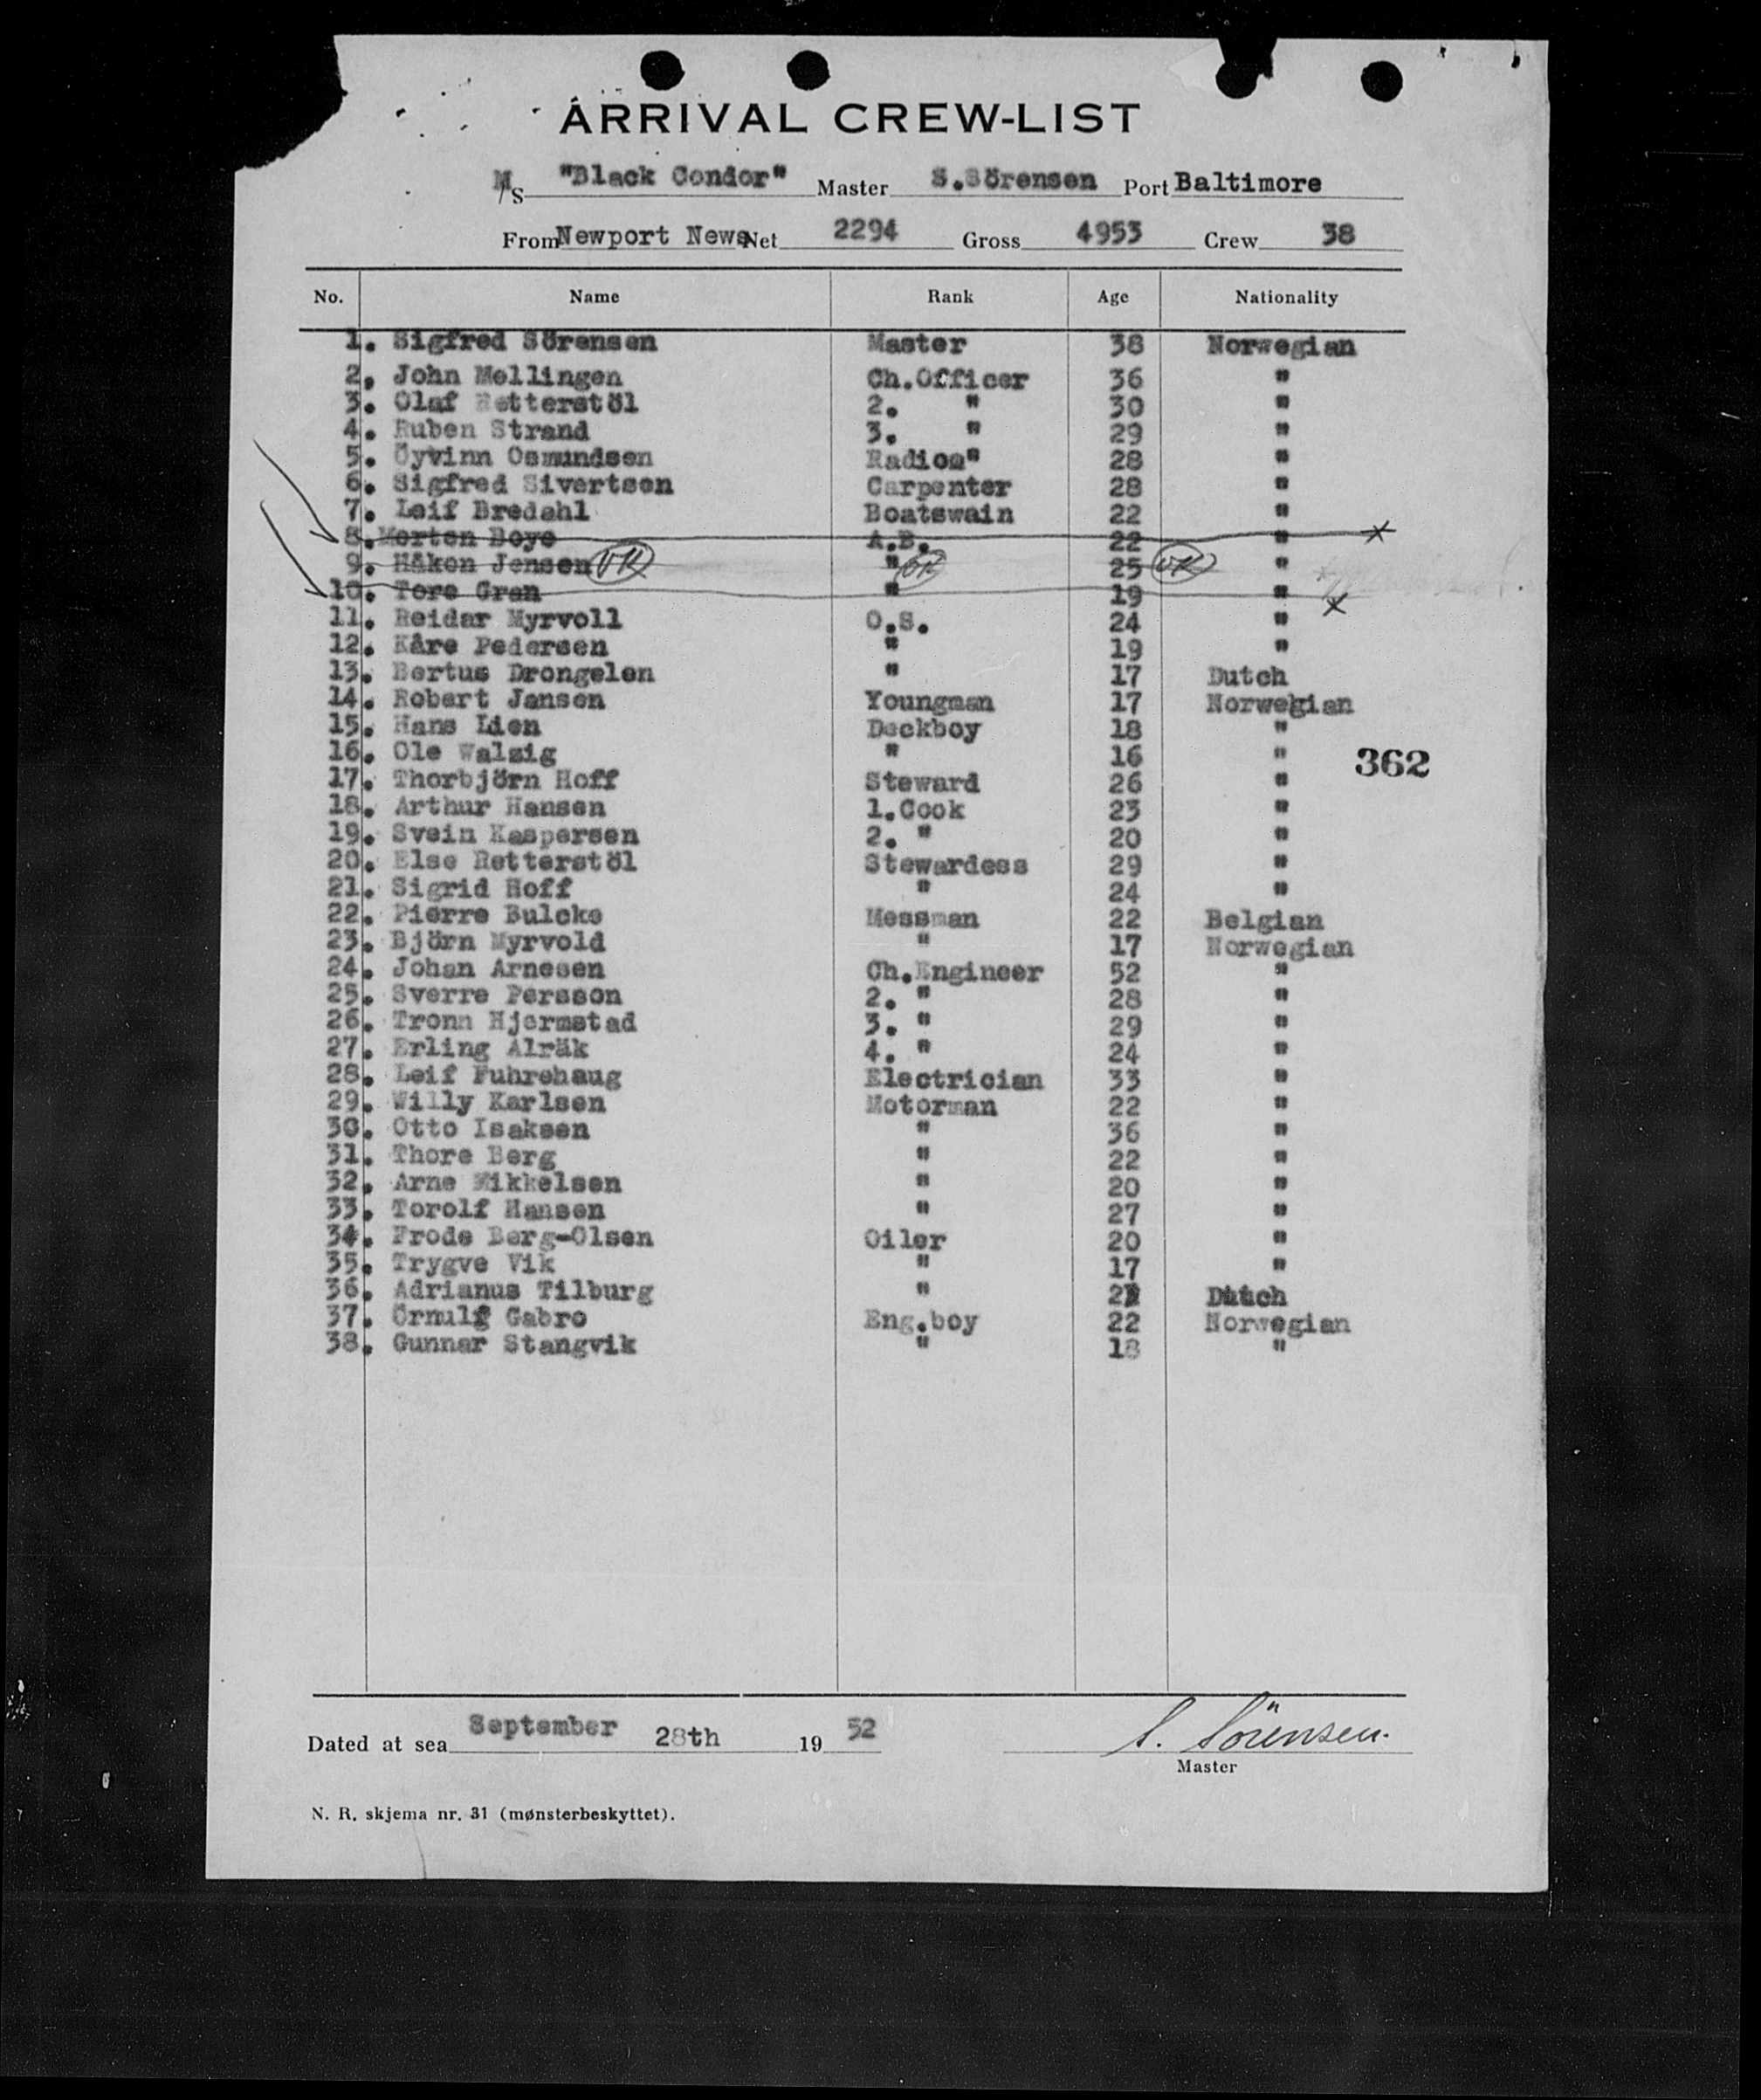 ARRIVAL CREW-LIST
M/S "Black Condor" Master S.Sörensen Port Baltimore
From Newport News Net 2294 Gross 4953 Crew 38
No. Name Rank Age Nationality
1. Sigfred Sörensen Master 38 Norwegian
2. John Mellingen Ch.Officer 36 "
3. Olaf Retterstöl 2. " 30 "
4. Ruben Strand 3. " 29 "
5. Öyvinn Osmundsen Radio " 28 "
6. Sigfred Sivertsen Carpenter 28 "
7. Leif Bredahl Boatswain 22 "
8. Morten Boye A.B. 22 " x
9. Håkon Jensen OK " OK 25 OK "
10. Tore Gran " 19 " x
11. Reidar Myrvoll O.S. 24 "
12. Kåre Pedersen " 19 "
13. Bertus Drongelen " 17 Dutch
14. Robert Jansen Youngman 17 Norwegian
15. Hans Lien Deckboy 18 "
16. Ole Walzig " 16 "
362
17. Thorbjörn Hoff Steward 26 "
18. Arthur Hansen 1.Cook 23 "
19. Svein Kaspersen 2. " 20 "
20. Else Retterstöl Stewardess 29 "
21. Sigrid Hoff " 24 "
22. Pierre Bulcke Messman 22 Belgian
23. Björn Myrvold " 17 Norwegian
24. Johan Arnesen Ch.Engineer 52 "
25. Sverre Persson 2. " 28 "
26. Tronn Hjermstad 3. " 29 "
27. Erling Alräk 4. " 24 "
28. Leif Fuhrehaug Electrician 33 "
29. Willy Karlsen Motorman 22 "
30. Otto Isaksen " 36 "
31. Thore Berg " 22 "
32. Arne Mikkelsen " 20 "
33. Torolf Hansen " 27 "
34. Frode Berg-Olsen Oiler 20 "
35. Trygve Vik " 17 "
36. Adrianus Tilburg " Dutch
37. Örnulf Gabro Eng.boy 22 Norwegian
38. Gunnar Stangvik " 18 "
Dated at sea September 28th 19 52 S. Sörensen.
Master
N. R. skjema nr. 31 (mønsterbeskyttet).